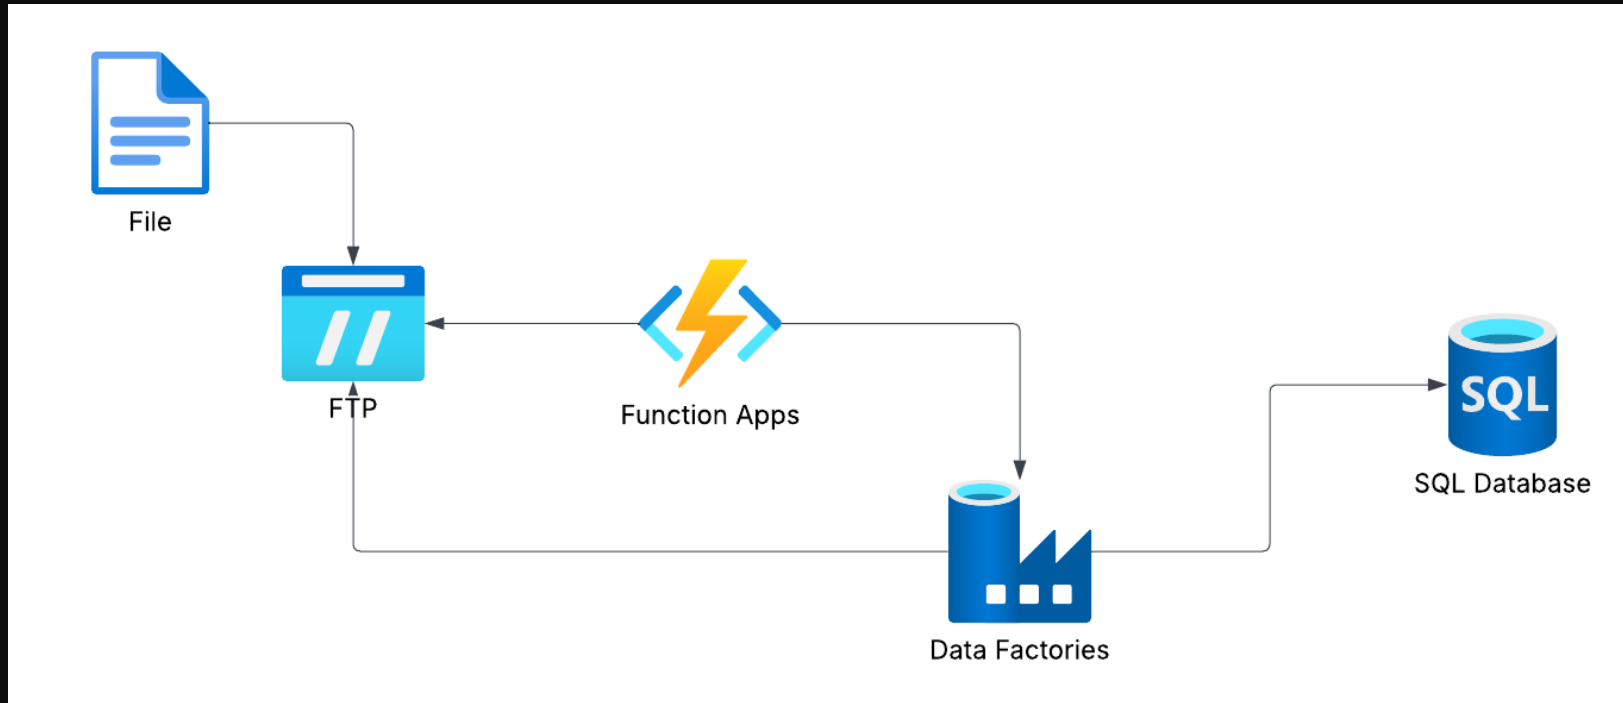 File
FTP
Function Apps
SQL
SQL Database
Data Factories